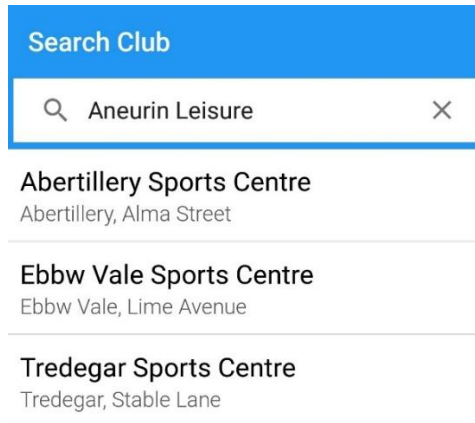 Search Club
Aneurin Leisure
Abertillery Sports Centre
Abertillery, Alma Street
Ebbw Vale Sports Centre
Ebbw Vale, Lime Avenue
Tredegar Sports Centre
Tredegar, Stable Lane